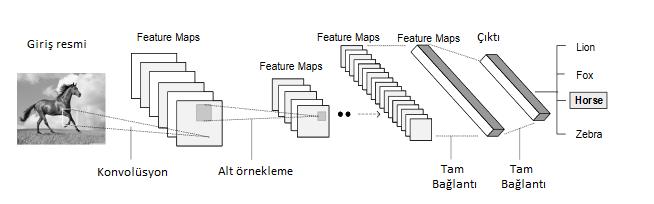 Giriş resmi
Feature Maps
Feature Maps
Feature Maps
Feature Maps
Çıktı
Lion
Fox
Horse
Zebra
Konvolüsyon
Alt örnekleme
Tam
Bağlantı
Tam
Bağlantı